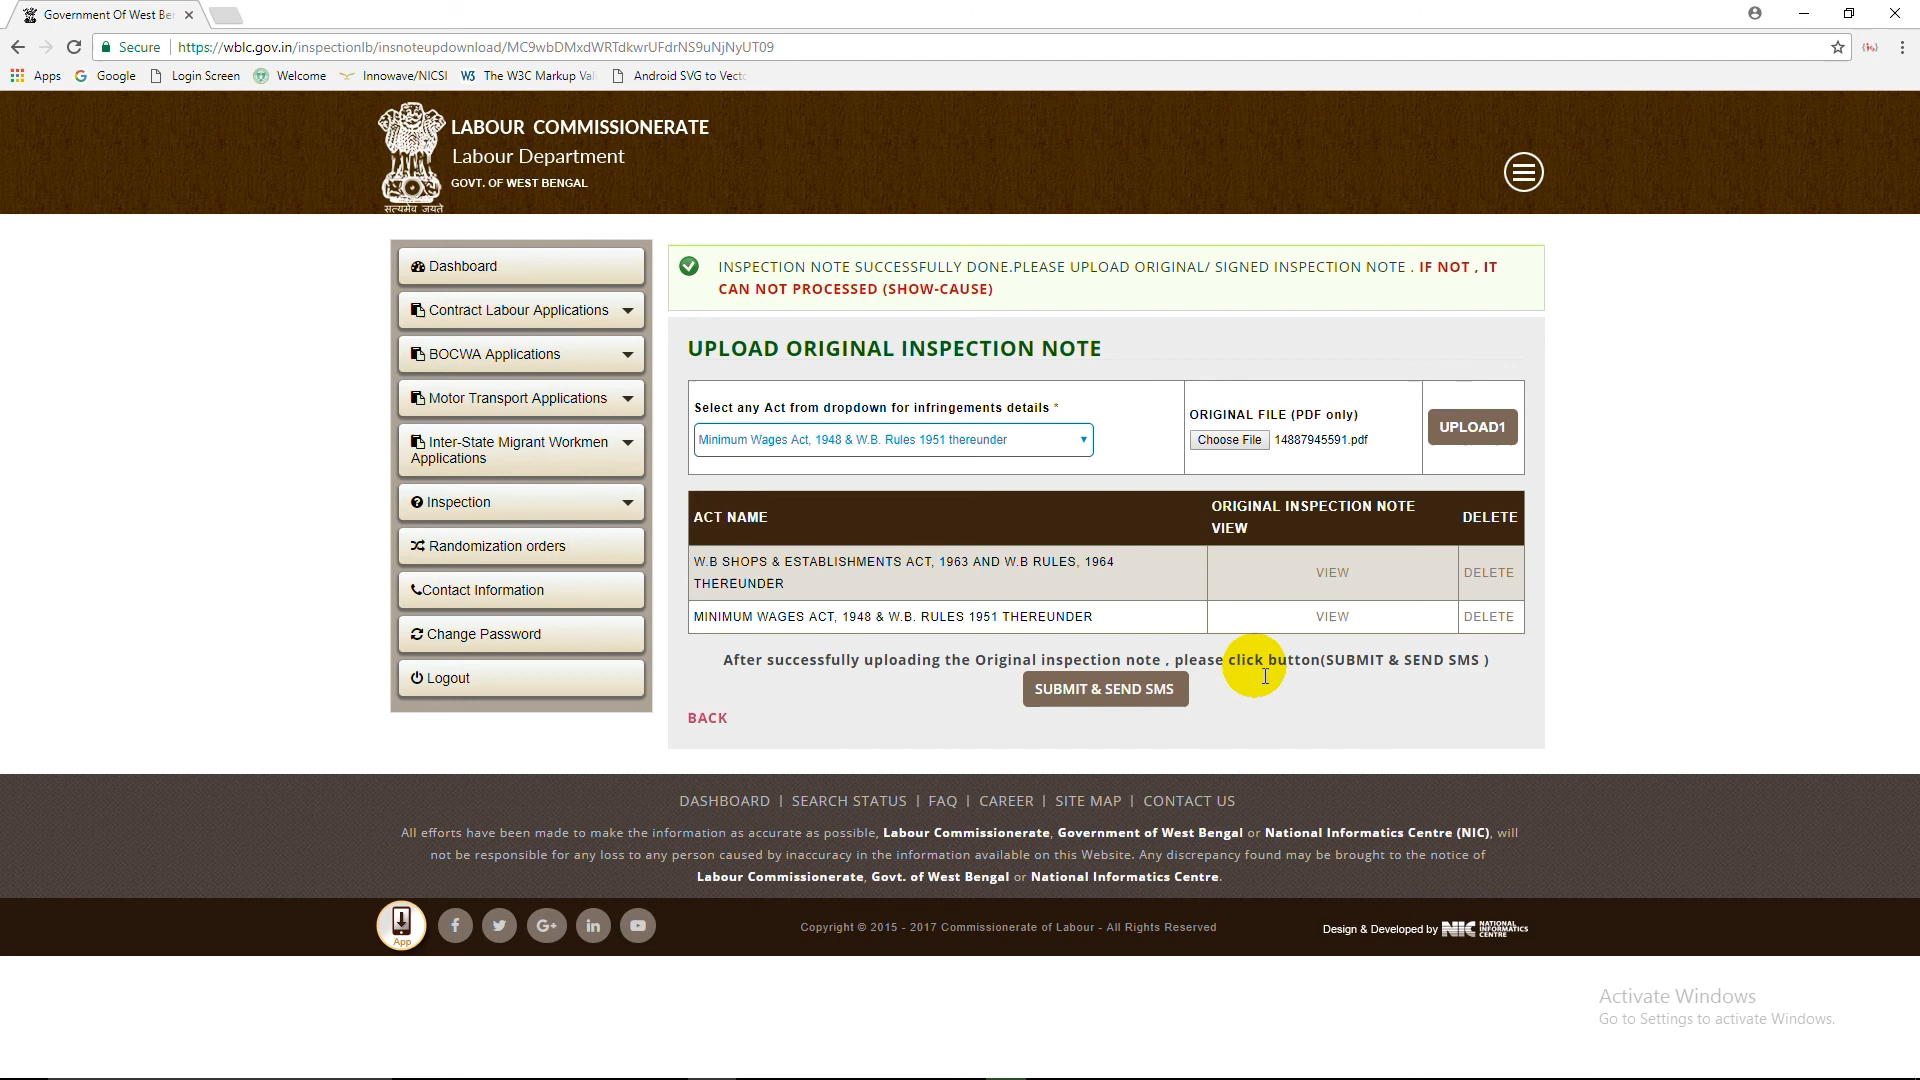 Government Of West Be
Secure
https://wblc.gov.in/inspectionlb/insnoteupdownload/MC9wbDMxdWRTdkwrUFdrNS9uNjNyUT09
Apps
Google
Login Screen
Welcome
Innowave/NICSI
W3 The W3C Markup Val
Android SVG to Vecto
LABOUR COMMISSIONERATE
Labour Department
GOVT. OF WEST BENGAL
सत्यमेव जयते
Dashboard
Contract Labour Applications
BOCWA Applications
Motor Transport Applications
Inter-State Migrant Workmen
Applications
Inspection
Randomization orders
Contact Information
Change Password
Logout
INSPECTION NOTE SUCCESSFULLY DONE.PLEASE UPLOAD ORIGINAL/ SIGNED INSPECTION NOTE . IF NOT , IT
CAN NOT PROCESSED (SHOW-CAUSE)
UPLOAD ORIGINAL INSPECTION NOTE
Select any Act from dropdown for infringements details *
Minimum Wages Act, 1948 & W.B. Rules 1951 thereunder
ORIGINAL FILE (PDF only)
Choose File 14887945591.pdf
UPLOAD1
ACT NAME
ORIGINAL INSPECTION NOTE
VIEW
DELETE
W.B SHOPS & ESTABLISHMENTS ACT, 1963 AND W.B RULES, 1964
THEREUNDER
VIEW
DELETE
MINIMUM WAGES ACT, 1948 & W.B. RULES 1951 THEREUNDER
VIEW
DELETE
After successfully uploading the Original inspection note , please click button(SUBMIT & SEND SMS )
SUBMIT & SEND SMS
BACK
DASHBOARD | SEARCH STATUS | FAQ | CAREER | SITE MAP | CONTACT US
All efforts have been made to make the information as accurate as possible, Labour Commissionerate, Government of West Bengal or National Informatics Centre (NIC), will
not be responsible for any loss to any person caused by inaccuracy in the information available on this Website. Any discrepancy found may be brought to the notice of
Labour Commissionerate, Govt. of West Bengal or National Informatics Centre.
App
Copyright © 2015 - 2017 Commissionerate of Labour - All Rights Reserved
Design & Developed by NIC NATIONAL
INFORMATICS
CENTRE
Activate Windows
Go to Settings to activate Windows.